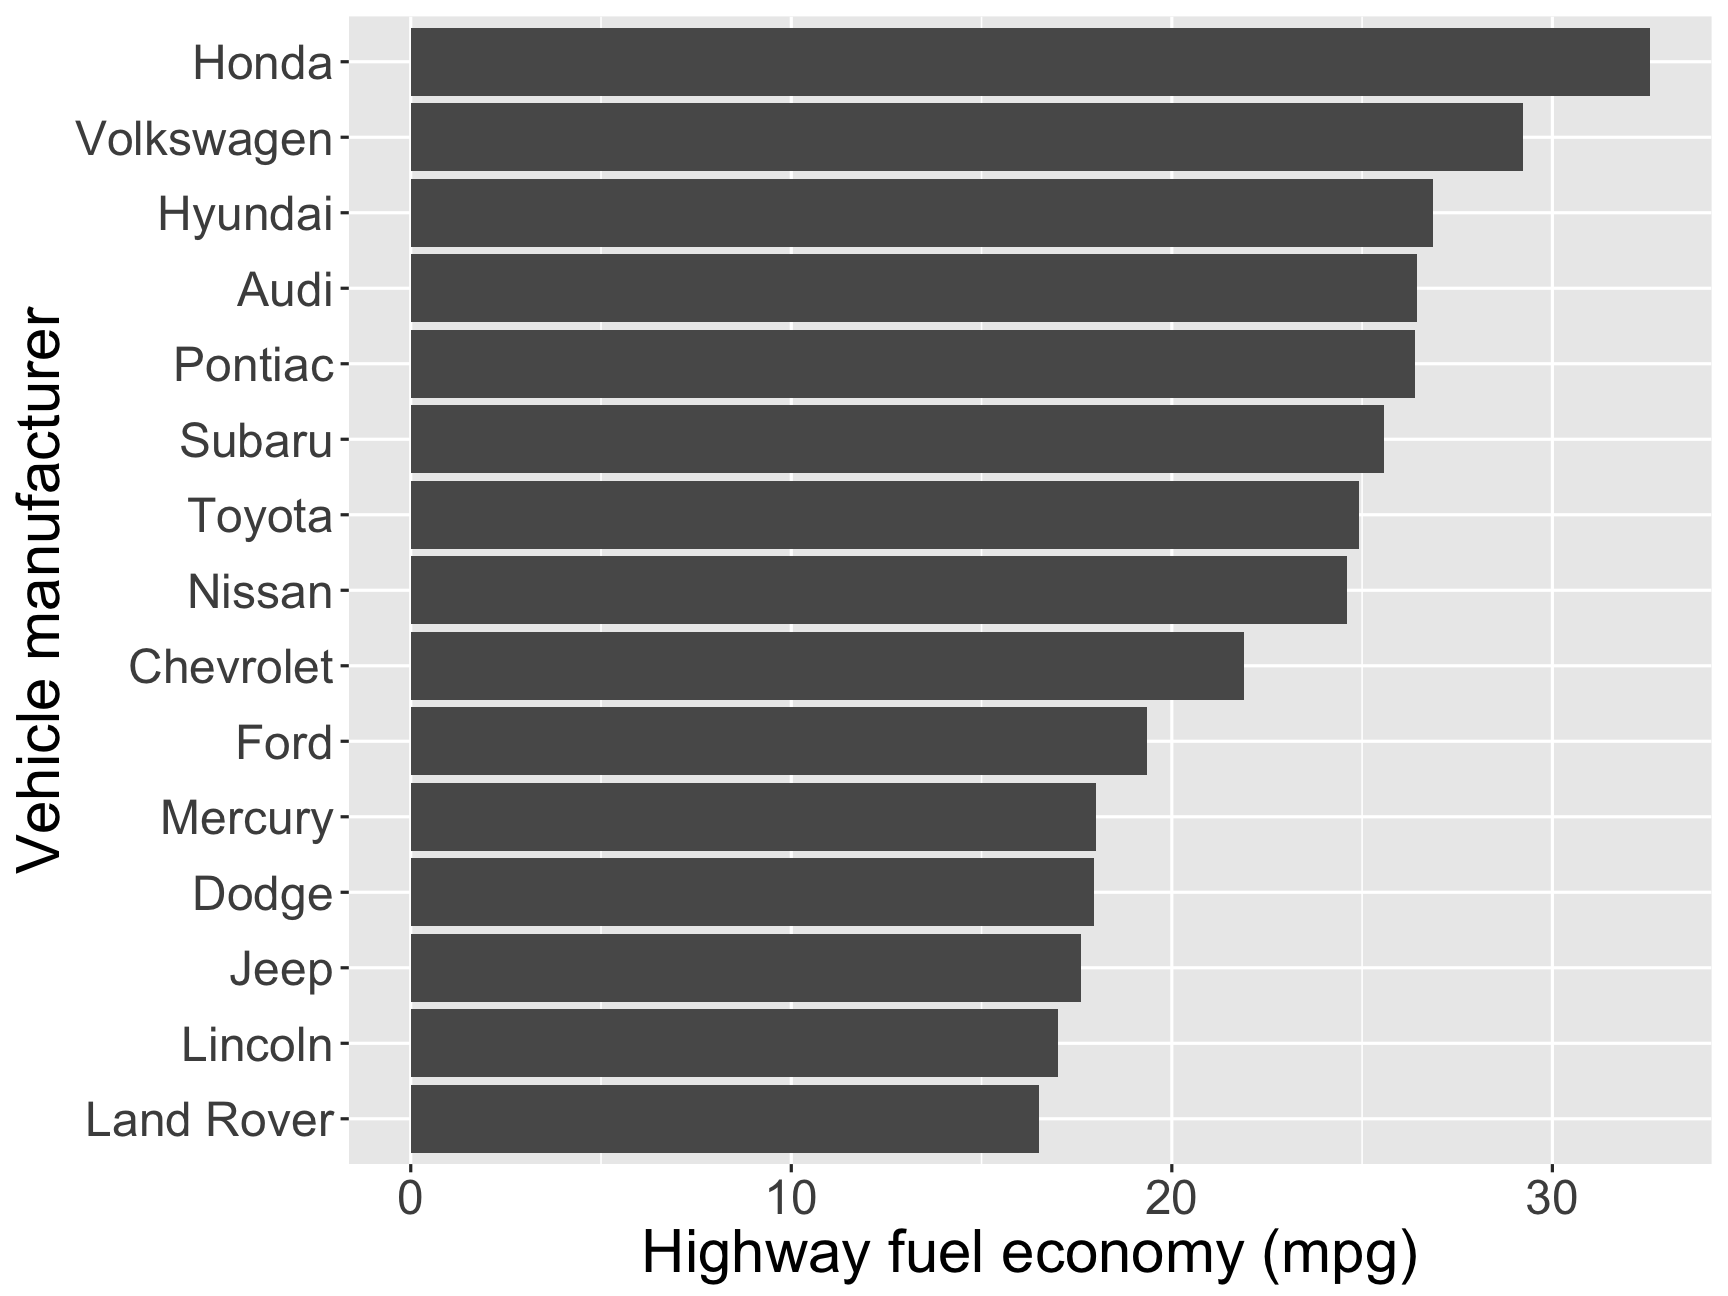 Vehicle manufacturer
Honda
Volkswagen
Hyundai
Audi
Pontiac
Subaru
Toyota
Nissan
Chevrolet
Ford
Mercury
Dodge
Jeep
Lincoln
Land Rover
0 10 20 30
Highway fuel economy (mpg)